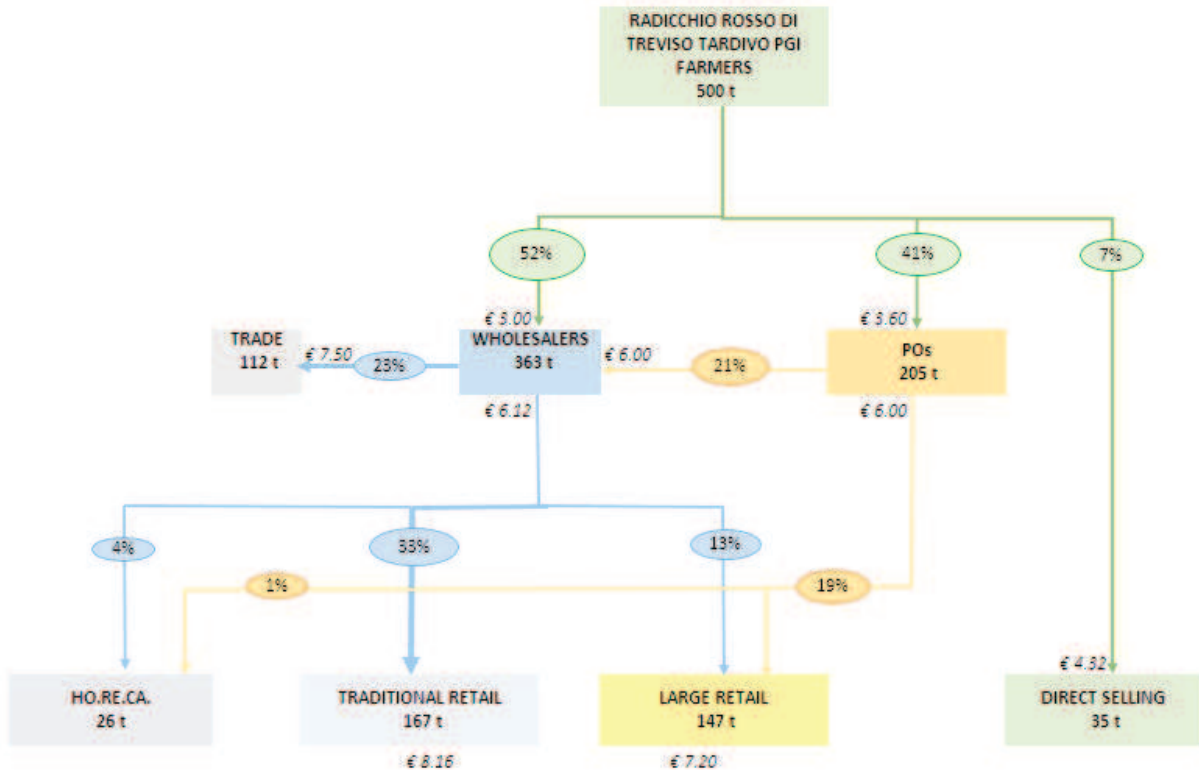 RADICCHIO ROSSO DI
TREVISO TARDIVO PGI
FARMERS
500 t
52%
41%
7%
€ 3.00
€ 3.60
TRADE
112 t
€ 7.50
23%
WHOLESALERS
363 t
€ 6.00
21%
POs
205 t
€ 6.12
€ 6.00
4%
33%
13%
1%
19%
€ 4.32
HO.RE.CA.
26 t
TRADITIONAL RETAIL
167 t
LARGE RETAIL
147 t
DIRECT SELLING
35 t
€ 8.16
€ 7.20